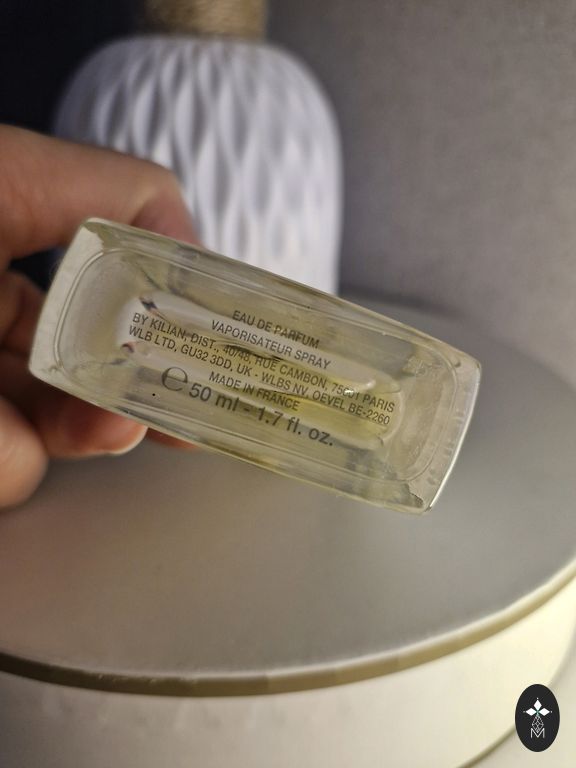 EAU DE PARFUM
VAPORISATEUR SPRAY
BY KILIAN, DIST., 40/48, RUE CAMBON, 75001 PARIS
WLB LTD, GU32 3DD, UK - WLBS NV, OEVEL BE-2260
MADE IN FRANCE
℮ 50 ml - 1.7 fl. oz.
M